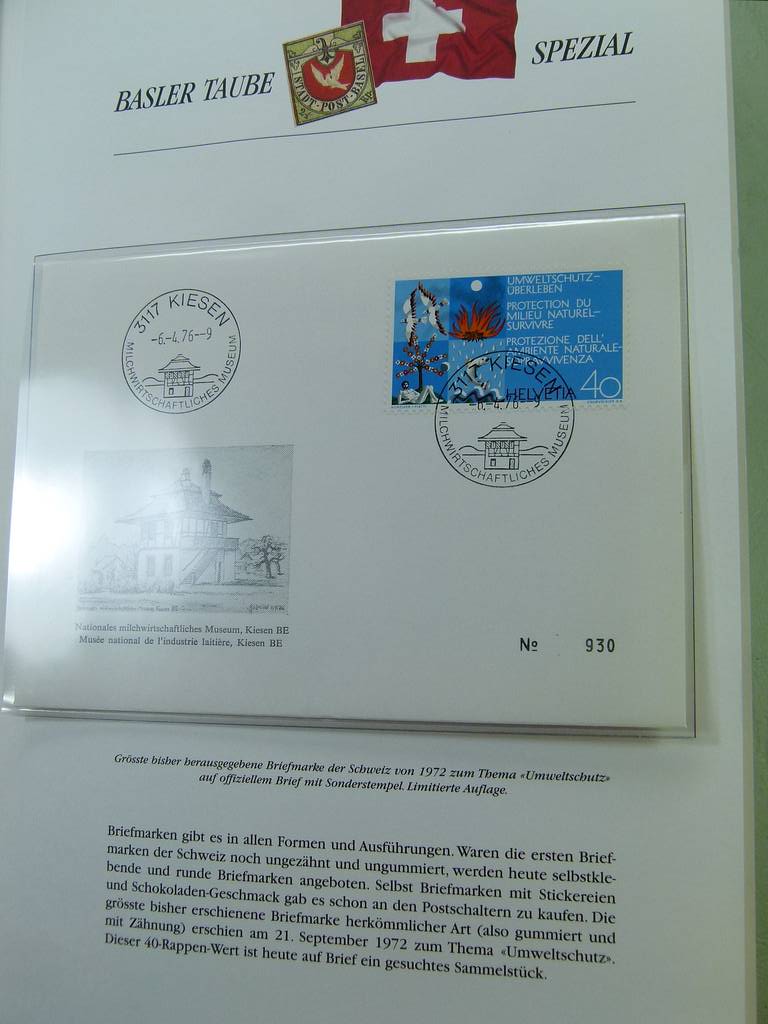 BASLER TAUBE
STADT-POST-BASEL
SPEZIAL
3117 KIESEN
-6.-4.76--9
MILCHWIRTSCHAFTLICHES MUSEUM
UMWELTSCHUTZ-
ÜBERLEBEN
PROTECTION DU
MILIEU NATUREL-
SURVIVRE
PROTEZIONE DELL'
AMBIENTE NATURALE-
HELVETIA
40
3117 KIESEN
-6.-4.76--9
MILCHWIRTSCHAFTLICHES MUSEUM
Nationales milchwirtschaftliches Museum, Kiesen BE
Musée national de l'industrie laitière, Kiesen BE
No 930
Grösste bisher herausgegebene Briefmarke der Schweiz von 1972 zum Thema «Umweltschutz»
auf offiziellem Brief mit Sonderstempel. Limitierte Auflage.
Briefmarken gibt es in allen Formen und Ausführungen. Waren die ersten Brief-
marken der Schweiz noch ungezähnt und ungummiert, werden heute selbstkle-
bende und runde Briefmarken angeboten. Selbst Briefmarken mit Stickereien
und Schokoladen-Geschmack gab es schon an den Postschaltern zu kaufen. Die
grösste bisher erschienene Briefmarke herkömmlicher Art (also gummiert und
mit Zähnung) erschien am 21. September 1972 zum Thema «Umweltschutz».
Dieser 40-Rappen-Wert ist heute auf Brief ein gesuchtes Sammelstück.